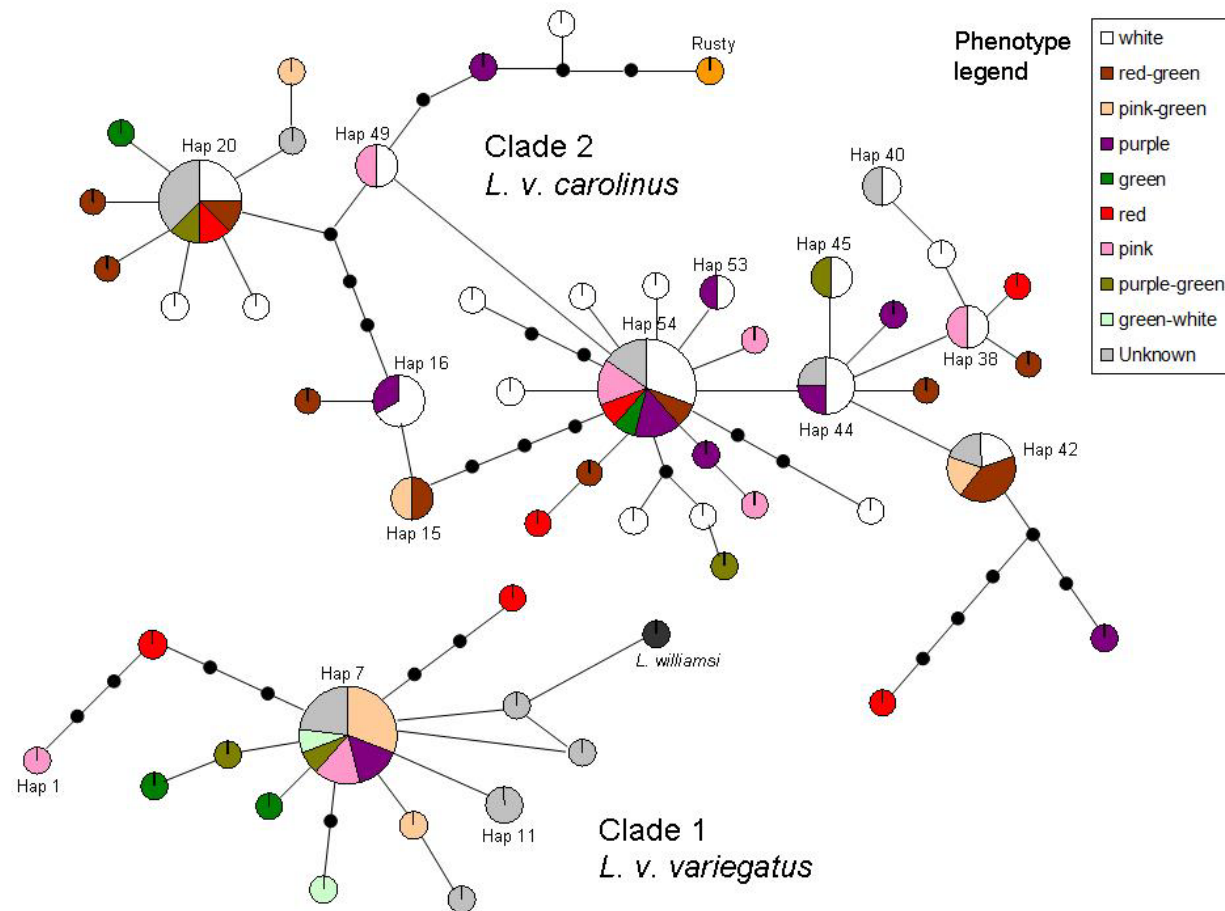 Rusty
Phenotype
legend
white
red-green
pink-green
purple
green
red
pink
purple-green
green-white
Unknown
Hap 20
Hap 49
Clade 2
L. v. carolinus
Hap 40
Hap 45
Hap 53
Hap 54
Hap 38
Hap 16
Hap 44
Hap 42
Hap 15
L. williamsi
Hap 7
Hap 1
Hap 11
Clade 1
L. v. variegatus